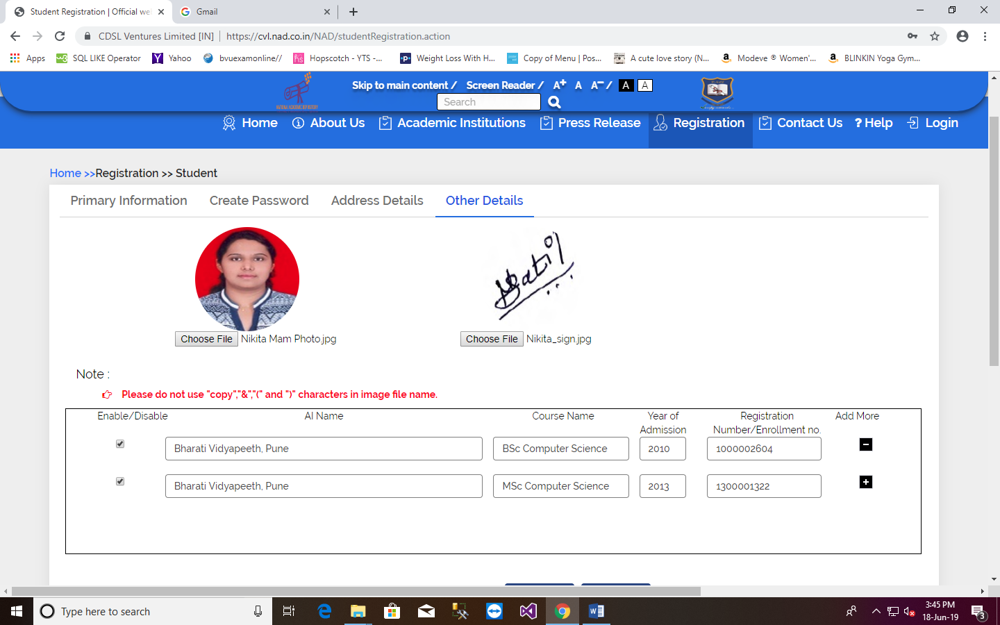 Student Registration | Official we
Gmail
CDSL Ventures Limited [IN] | https://cvl.nad.co.in/NAD/studentRegistration.action
Apps SQL LIKE Operator Yahoo bvuexamonline// Hopscotch - YTS -... Weight Loss With H... Copy of Menu | Pos... A cute love story (N... Modeve ® Women'... BLINKIN Yoga Gym...
Skip to main content / Screen Reader / A+ A A- / A A
NATIONAL ACADEMIC DEPOSITORY
Search
Home About Us Academic Institutions Press Release Registration Contact Us ? Help Login
Home >>Registration >> Student
Primary Information Create Password Address Details Other Details
Choose File Nikita Mam Photo.jpg Choose File Nikita_sign.jpg
Note :
Please do not use "copy","&","(" and ")" characters in image file name.
Enable/Disable AI Name Course Name Year of Admission Registration Number/Enrollment no. Add More
Bharati Vidyapeeth, Pune BSc Computer Science 2010 1000002604 −
Bharati Vidyapeeth, Pune MSc Computer Science 2013 1300001322 +
Type here to search
3:45 PM
18-Jun-19
3